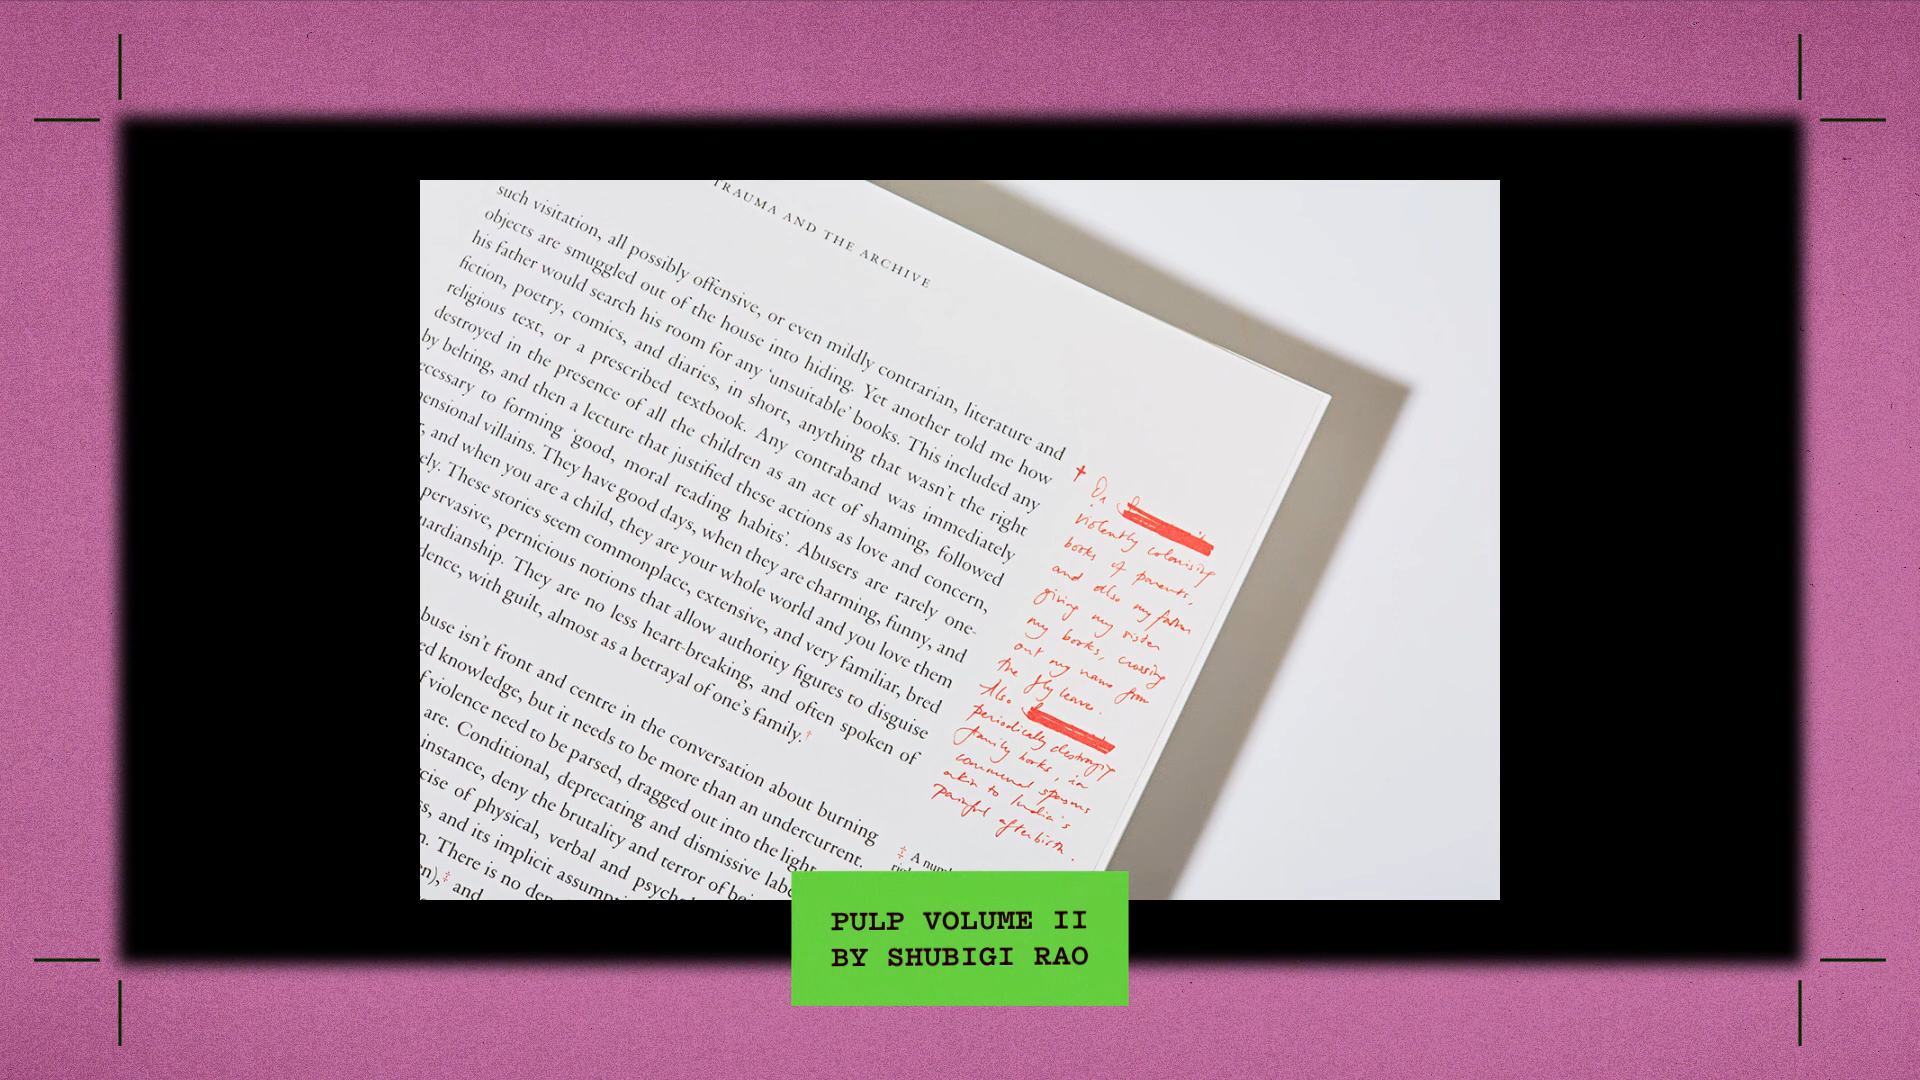 TRAUMA AND THE ARCHIVE
such visitation, all possibly offensive, or even mildly contrarian, literature and
objects are smuggled out of the house into hiding. Yet another told me how
his father would search his room for any ‘unsuitable’ books. This included any
fiction, poetry, comics, and diaries, in short, anything that wasn't the right
religious text, or a prescribed textbook. Any contraband was immediately
destroyed in the presence of all the children as an act of shaming, followed
by belting, and then a lecture that justified these actions as love and concern,
ccessary to forming ‘good, moral reading habits’. Abusers are rarely one-
ensional villains. They have good days, when they are charming, funny, and
, and when you are a child, they are your whole world and you love them
ely. These stories seem commonplace, extensive, and very familiar, bred
pervasive, pernicious notions that allow authority figures to disguise
uardianship. They are no less heart-breaking, and often spoken of
dence, with guilt, almost as a betrayal of one's family.†
buse isn't front and centre in the conversation about burning
ed knowledge, but it needs to be more than an undercurrent.
f violence need to be parsed, dragged out into the light
are. Conditional, deprecating and dismissive labe
instance, deny the brutality and terror of bei
cise of physical, verbal and psycho
s, and its implicit assumpt
n. There is no den
en),‡ and
† Or
violently colonising
books of parents,
and also my father
giving my sister
my books, crossing
out my name from
the fly leaves.
Also
periodically destroying
family books, in
communal spasms
akin to India's
painful afterbirth.
‡ A numb
PULP VOLUME II
BY SHUBIGI RAO